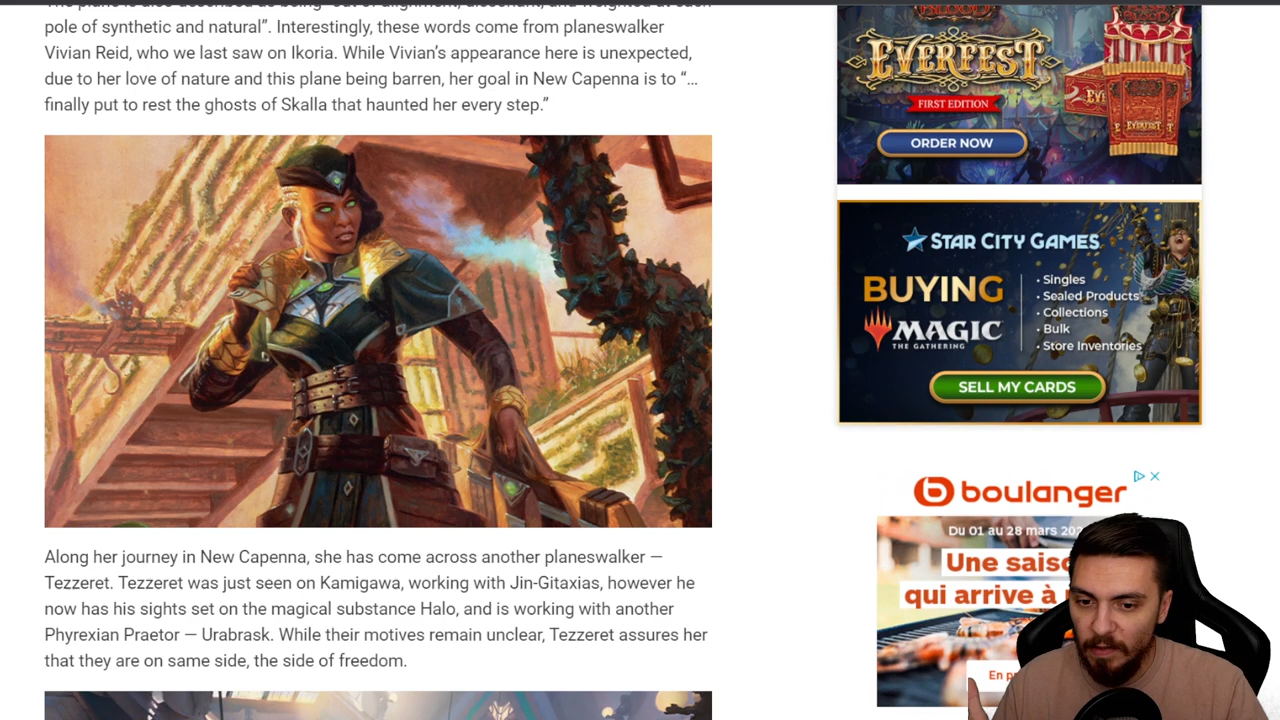 pole of synthetic and natural”. Interestingly, these words come from planeswalker
Vivian Reid, who we last saw on Ikoria. While Vivian’s appearance here is unexpected,
due to her love of nature and this plane being barren, her goal in New Capenna is to “…
finally put to rest the ghosts of Skalla that haunted her every step.”
Along her journey in New Capenna, she has come across another planeswalker —
Tezzeret. Tezzeret was just seen on Kamigawa, working with Jin-Gitaxias, however he
now has his sights set on the magical substance Halo, and is working with another
Phyrexian Praetor — Urabrask. While their motives remain unclear, Tezzeret assures her
that they are on same side, the side of freedom.
EVERFEST
FIRST EDITION
EVERFEST
ORDER NOW
STAR CITY GAMES
BUYING
MAGIC
THE GATHERING
• Singles
• Sealed Products
• Collections
• Bulk
• Store Inventories
SELL MY CARDS
boulanger
Du 01 au 28 mars
Une
qui arrive à
En